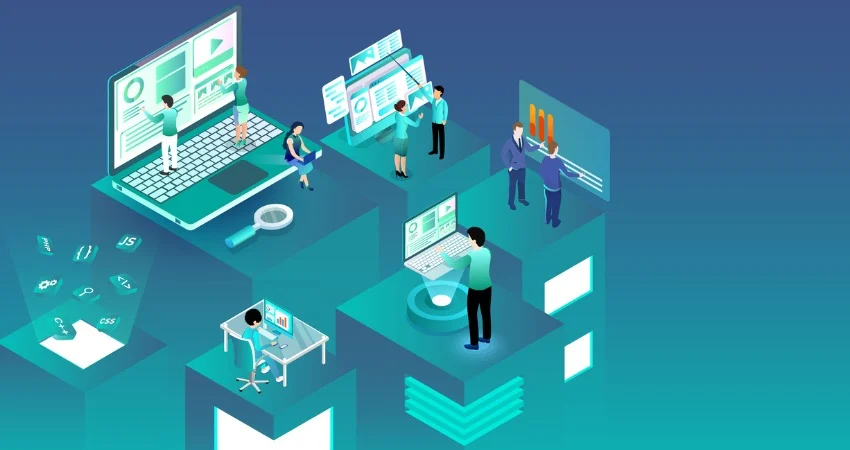 PHP
{ }
JS
</>
C++
CSS